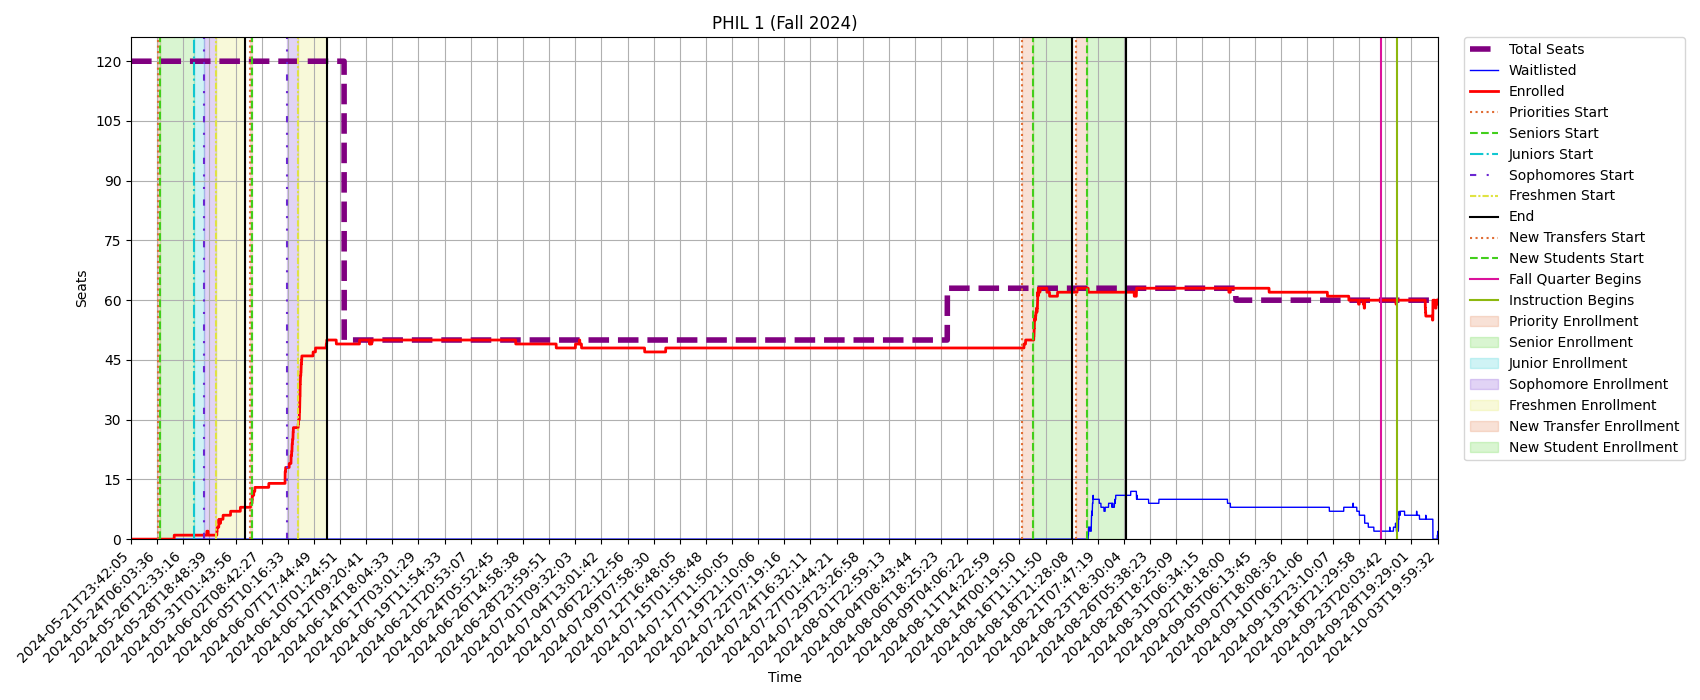 PHIL 1 (Fall 2024)
Seats
120
105
90
75
60
45
30
15
0
2024-05-21T23:42:05
2024-05-24T06:03:36
2024-05-26T12:33:16
2024-05-28T18:48:39
2024-05-31T01:43:56
2024-06-02T08:42:27
2024-06-05T10:16:33
2024-06-07T17:44:49
2024-06-10T01:24:51
2024-06-12T09:20:41
2024-06-14T18:04:33
2024-06-17T03:01:29
2024-06-19T11:54:33
2024-06-21T20:53:07
2024-06-24T05:52:45
2024-06-26T14:58:38
2024-06-28T23:59:51
2024-07-01T09:32:03
2024-07-04T13:01:42
2024-07-06T22:12:56
2024-07-09T07:58:30
2024-07-12T16:48:05
2024-07-15T01:58:48
2024-07-17T11:50:05
2024-07-19T21:10:06
2024-07-22T07:19:16
2024-07-24T16:32:11
2024-07-27T01:44:21
2024-07-29T23:26:58
2024-08-01T22:59:13
2024-08-04T08:43:44
2024-08-06T18:25:23
2024-08-09T04:06:22
2024-08-11T14:22:59
2024-08-14T00:19:50
2024-08-16T11:11:50
2024-08-18T21:28:08
2024-08-21T07:47:19
2024-08-23T18:30:04
2024-08-26T05:38:23
2024-08-28T18:25:09
2024-08-31T06:34:15
2024-09-02T18:18:00
2024-09-05T06:13:45
2024-09-07T18:08:36
2024-09-10T06:21:06
2024-09-13T23:10:07
2024-09-18T21:29:58
2024-09-23T20:03:42
2024-09-28T19:29:01
2024-10-03T19:59:32
Time
Total Seats
Waitlisted
Enrolled
Priorities Start
Seniors Start
Juniors Start
Sophomores Start
Freshmen Start
End
New Transfers Start
New Students Start
Fall Quarter Begins
Instruction Begins
Priority Enrollment
Senior Enrollment
Junior Enrollment
Sophomore Enrollment
Freshmen Enrollment
New Transfer Enrollment
New Student Enrollment